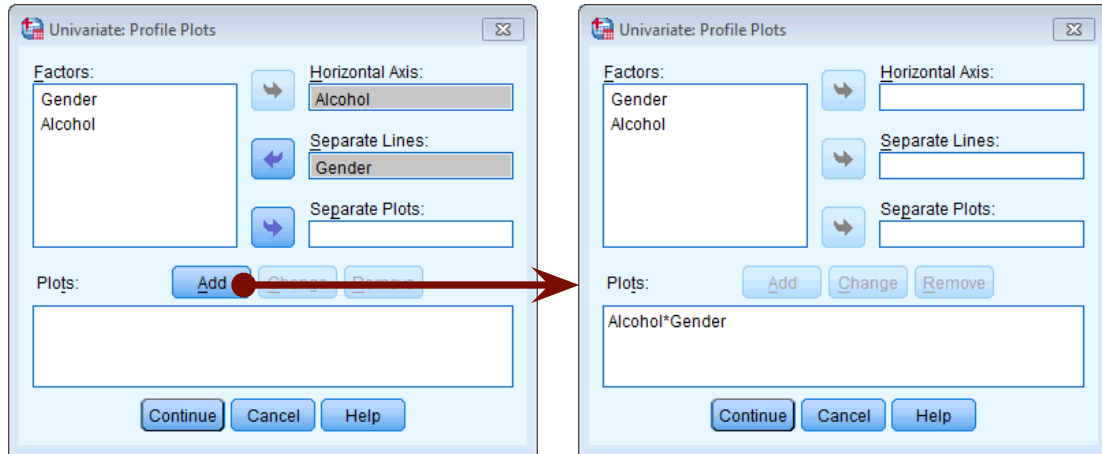 Univariate: Profile Plots
Factors:
Gender
Alcohol
Horizontal Axis:
Alcohol
Separate Lines:
Gender
Separate Plots:
Plots:
Add
Change
Remove
Continue
Cancel
Help
Univariate: Profile Plots
Factors:
Gender
Alcohol
Horizontal Axis:
Separate Lines:
Separate Plots:
Plots:
Add
Change
Remove
Alcohol*Gender
Continue
Cancel
Help